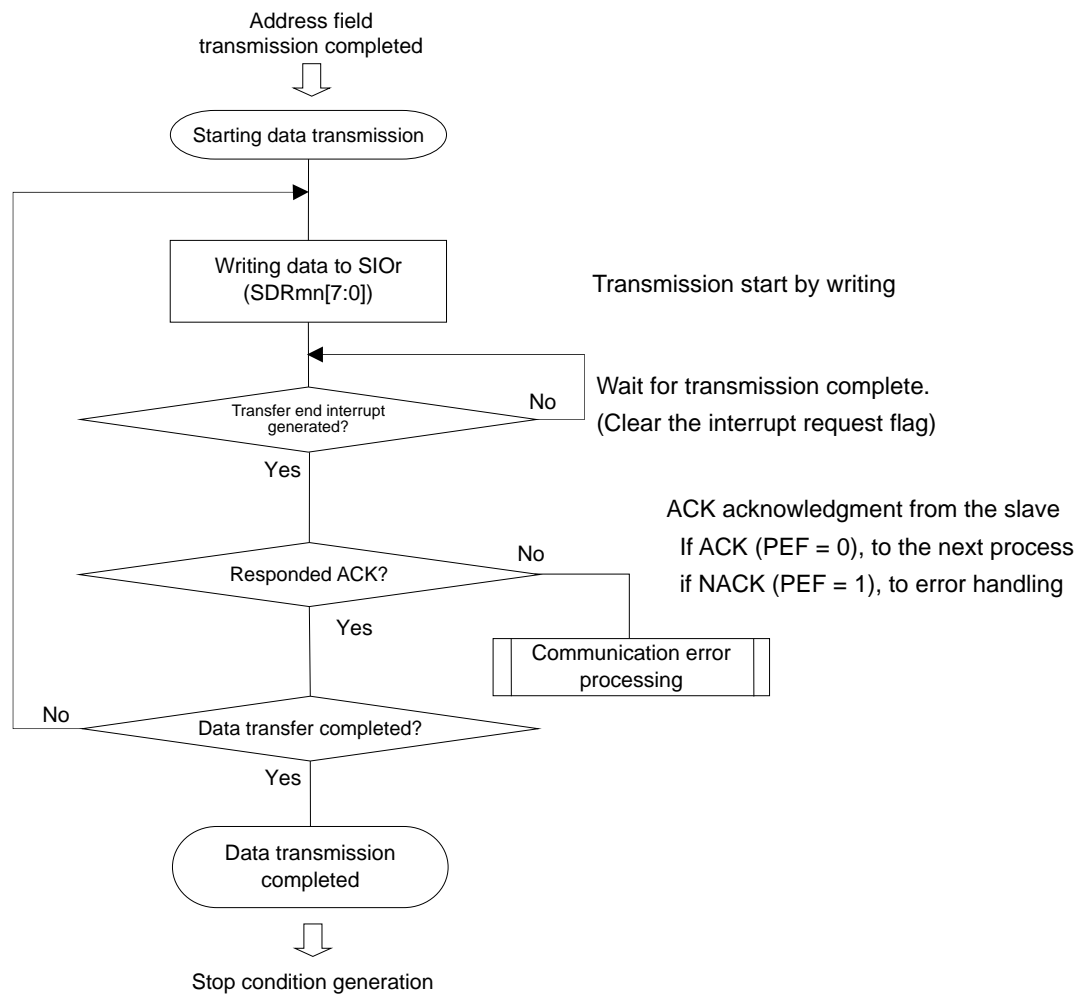 Address field
transmission completed
Starting data transmission
Writing data to SIOr
(SDRmn[7:0])
Transmission start by writing
Transfer end interrupt
generated?
No
Wait for transmission complete.
(Clear the interrupt request flag)
Yes
ACK acknowledgment from the slave
If ACK (PEF = 0), to the next process
if NACK (PEF = 1), to error handling
Responded ACK?
No
Yes
Communication error
processing
Data transfer completed?
No
Yes
Data transmission
completed
Stop condition generation